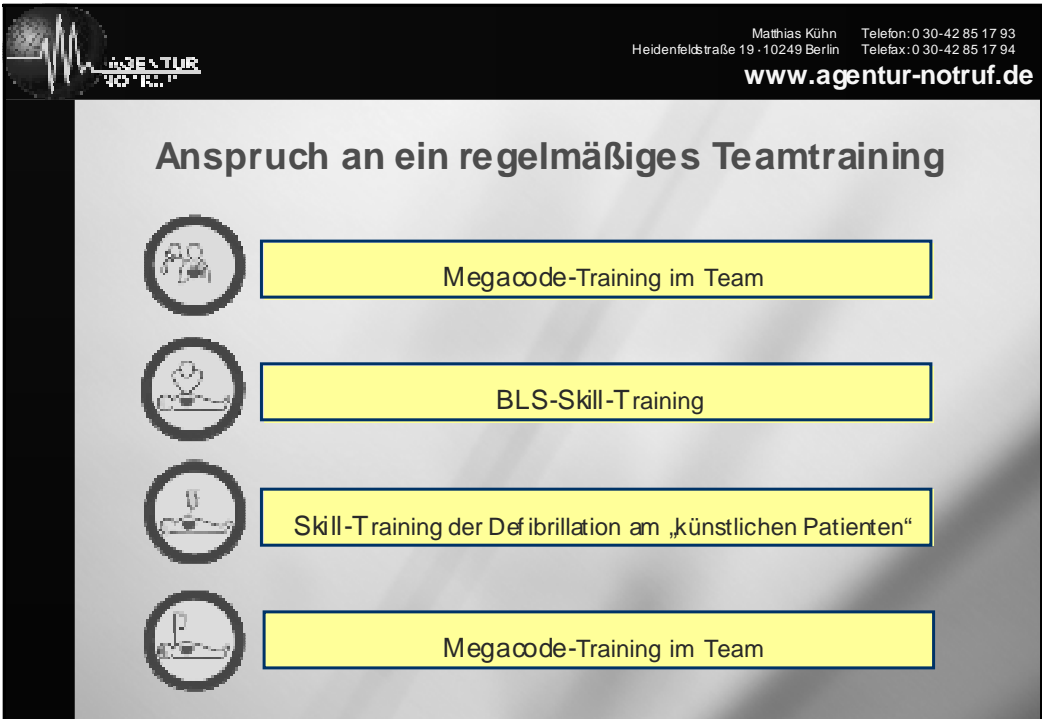 AGENTUR
NOTRUF
Matthias Kühn Telefon: 0 30-42 85 17 93
Heidenfeldstraße 19 · 10249 Berlin Telefax: 0 30-42 85 17 94
www.agentur-notruf.de
Anspruch an ein regelmäßiges Teamtraining
Megacode-Training im Team
BLS-Skill-Training
Skill-Training der Defibrillation am „künstlichen Patienten“
Megacode-Training im Team